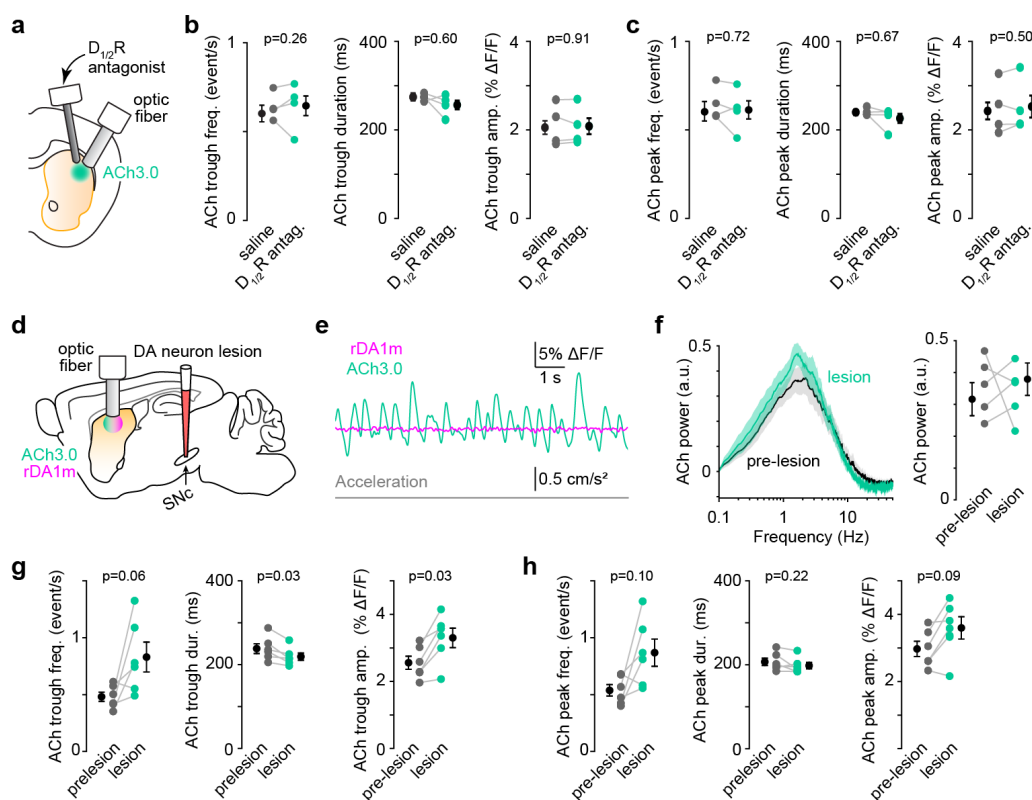 a
D1/2R
antagonist
optic
fiber
ACh3.0
b
p=0.26
ACh trough freq. (event/s)
1
0
saline
D1/2R antag.
p=0.60
ACh trough duration (ms)
400
200
0
saline
D1/2R antag.
p=0.91
ACh trough amp. (% ΔF/F)
4
2
0
saline
D1/2R antag.
c
p=0.72
ACh peak freq. (event/s)
1
0
saline
D1/2R antag.
p=0.67
ACh peak duration (ms)
400
200
0
saline
D1/2R antag.
p=0.50
ACh peak amp. (% ΔF/F)
4
2
0
saline
D1/2R antag.
d
optic
fiber
DA neuron lesion
ACh3.0
rDA1m
SNc
e
rDA1m
ACh3.0
5% ΔF/F
1 s
Acceleration
0.5 cm/s²
f
ACh power (a.u.)
0.5
0
lesion
pre-lesion
0.1
1
10
Frequency (Hz)
ACh power (a.u.)
0.5
0
pre-lesion
lesion
g
p=0.06
ACh trough freq. (event/s)
1
0
prelesion
lesion
p=0.03
ACh trough dur. (ms)
400
200
0
prelesion
lesion
p=0.03
ACh trough amp. (% ΔF/F)
4
2
0
pre-lesion
lesion
h
p=0.10
ACh peak freq. (event/s)
1
0
pre-lesion
lesion
p=0.22
ACh peak dur. (ms)
400
200
0
pre-lesion
lesion
p=0.09
ACh peak amp. (% ΔF/F)
4
2
0
pre-lesion
lesion